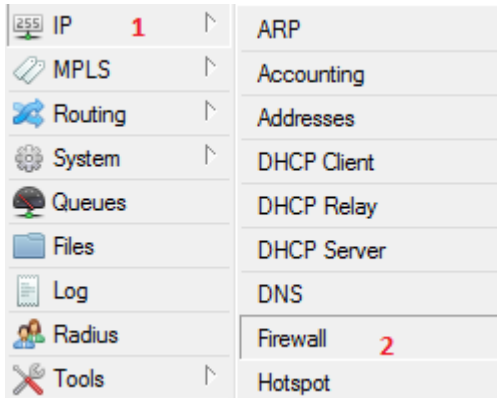 255 IP 1
MPLS
Routing
System
Queues
Files
Log
Radius
Tools
ARP
Accounting
Addresses
DHCP Client
DHCP Relay
DHCP Server
DNS
Firewall 2
Hotspot